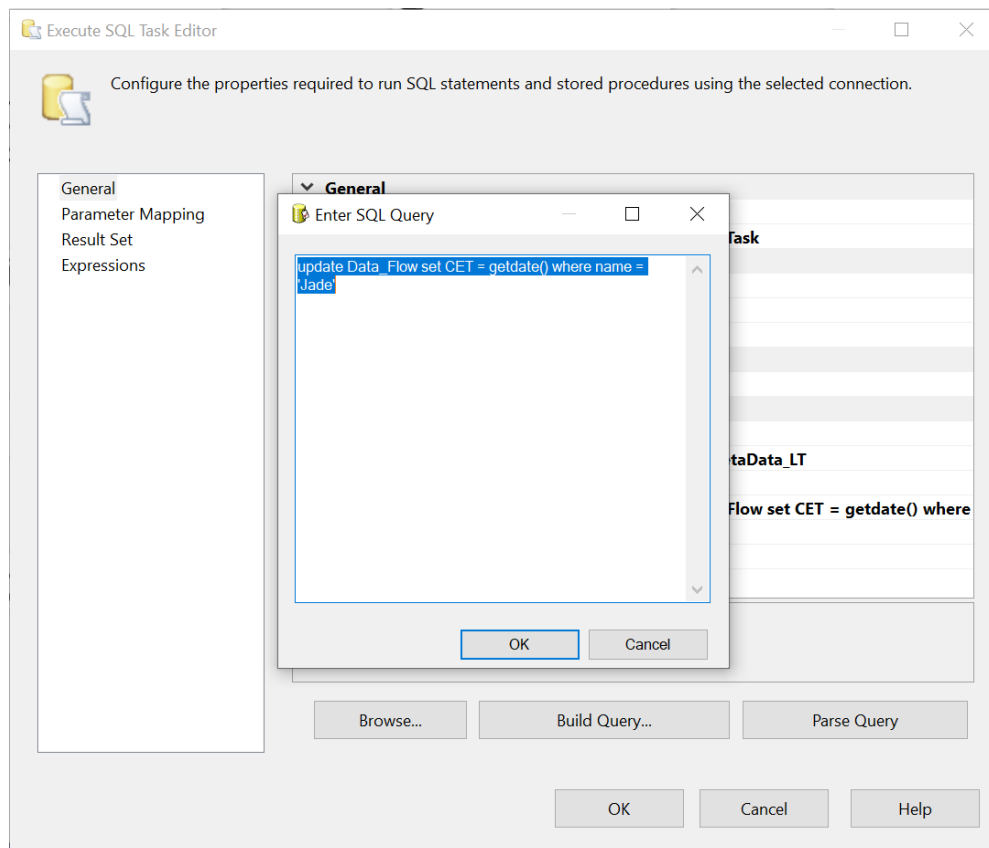 Execute SQL Task Editor
Configure the properties required to run SQL statements and stored procedures using the selected connection.
General
Parameter Mapping
Result Set
Expressions
General
Enter SQL Query
update Data_Flow set CET = getdate() where name =
'Jade'
OK
Cancel
Task
taData_LT
Flow set CET = getdate() where
Browse...
Build Query...
Parse Query
OK
Cancel
Help